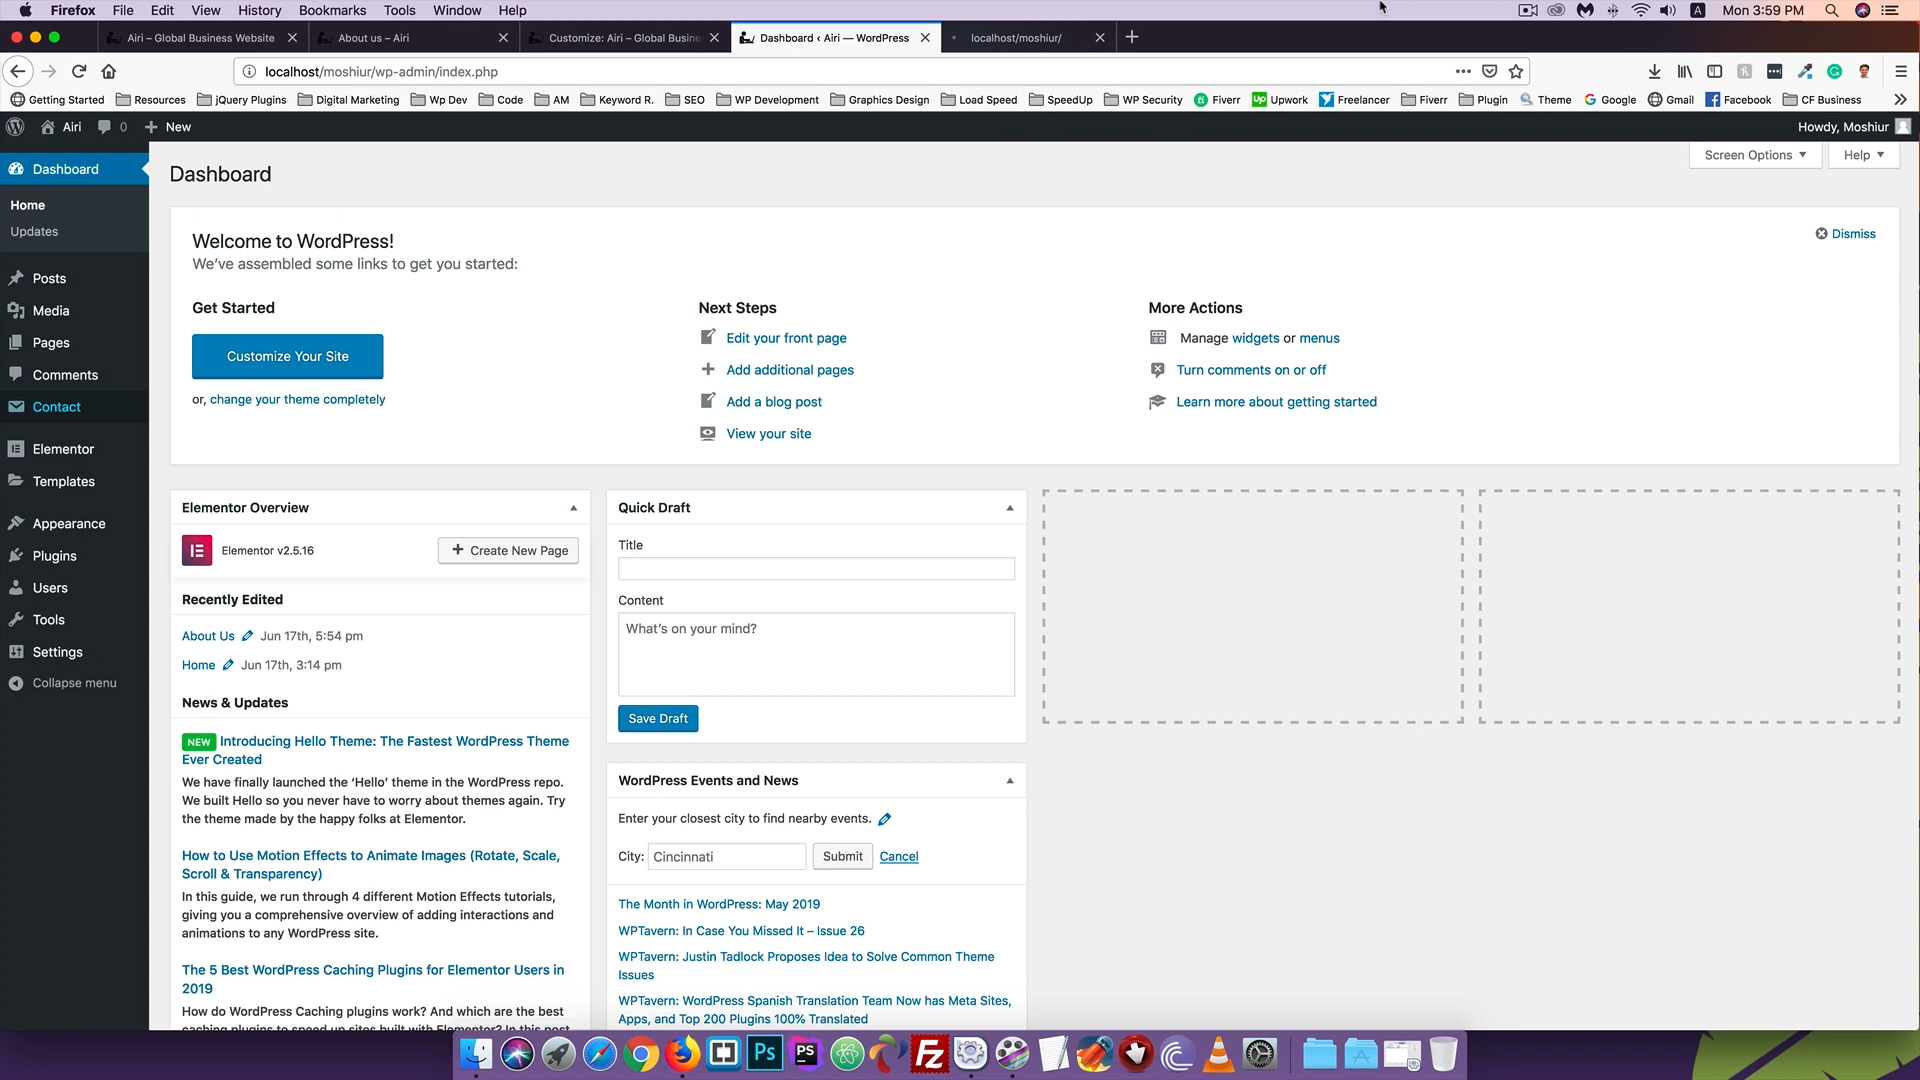 Firefox File Edit View History Bookmarks Tools Window Help
A Mon 3:59 PM
Airi – Global Business Website
About us – Airi
Customize: Airi – Global Busine
Dashboard ‹ Airi — WordPress
localhost/moshiur/
localhost/moshiur/wp-admin/index.php
Getting Started Resources jQuery Plugins Digital Marketing Wp Dev Code AM Keyword R. SEO WP Development Graphics Design Load Speed SpeedUp WP Security Fiverr Upwork Freelancer Fiverr Plugin Theme Google Gmail Facebook CF Business
Airi 0 New
Howdy, Moshiur
Dashboard
Home
Updates
Posts
Media
Pages
Comments
Contact
Elementor
Templates
Appearance
Plugins
Users
Tools
Settings
Collapse menu
Screen Options
Help
Dashboard
Welcome to WordPress!
We’ve assembled some links to get you started:
Dismiss
Get Started
Customize Your Site
or, change your theme completely
Next Steps
Edit your front page
Add additional pages
Add a blog post
View your site
More Actions
Manage widgets or menus
Turn comments on or off
Learn more about getting started
Elementor Overview
Elementor v2.5.16
Create New Page
Recently Edited
About Us Jun 17th, 5:54 pm
Home Jun 17th, 3:14 pm
News & Updates
NEW Introducing Hello Theme: The Fastest WordPress Theme
Ever Created
We have finally launched the ‘Hello’ theme in the WordPress repo.
We built Hello so you never have to worry about themes again. Try
the theme made by the happy folks at Elementor.
How to Use Motion Effects to Animate Images (Rotate, Scale,
Scroll & Transparency)
In this guide, we run through 4 different Motion Effects tutorials,
giving you a comprehensive overview of adding interactions and
animations to any WordPress site.
The 5 Best WordPress Caching Plugins for Elementor Users in
2019
How do WordPress Caching plugins work? And which are the best
caching plugins to speed up sites built with Elementor? In this post
Quick Draft
Title
Content
What’s on your mind?
Save Draft
WordPress Events and News
Enter your closest city to find nearby events.
City: Cincinnati Submit Cancel
The Month in WordPress: May 2019
WPTavern: In Case You Missed It – Issue 26
WPTavern: Justin Tadlock Proposes Idea to Solve Common Theme
Issues
WPTavern: WordPress Spanish Translation Team Now has Meta Sites,
Apps, and Top 200 Plugins 100% Translated
Ps
PS
FZ